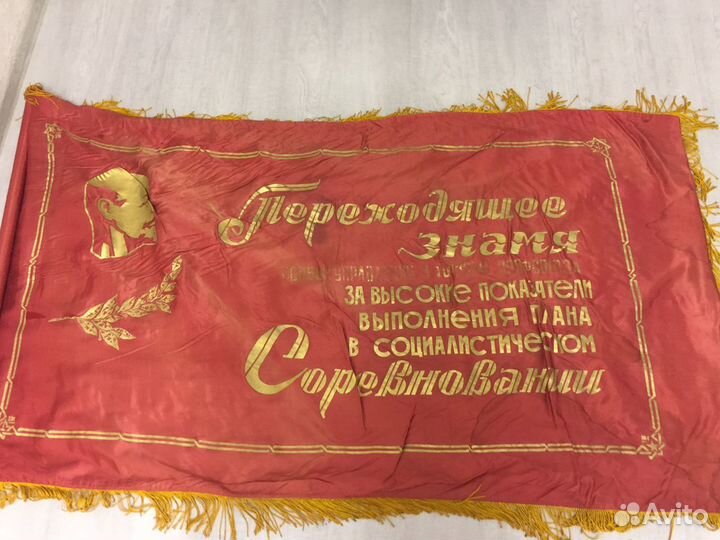 Переходящее
знамя
за высокие показатели
выполнения плана
в социалистическом
Соревновании
Avito